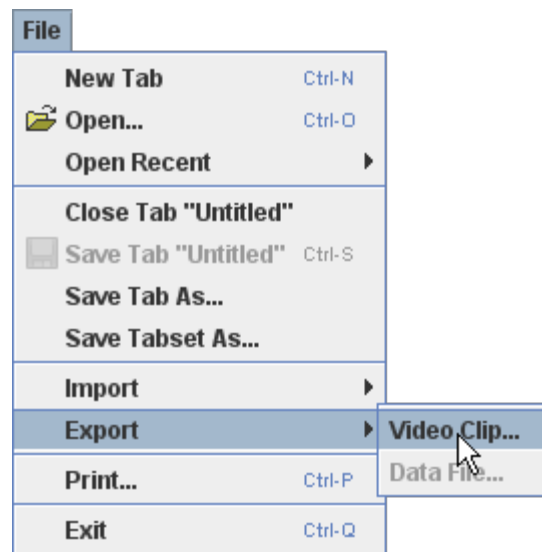 File
New Tab Ctrl-N
Open... Ctrl-O
Open Recent
Close Tab "Untitled"
Save Tab "Untitled" Ctrl-S
Save Tab As...
Save Tabset As...
Import
Export
Video Clip...
Data File...
Print... Ctrl-P
Exit Ctrl-Q